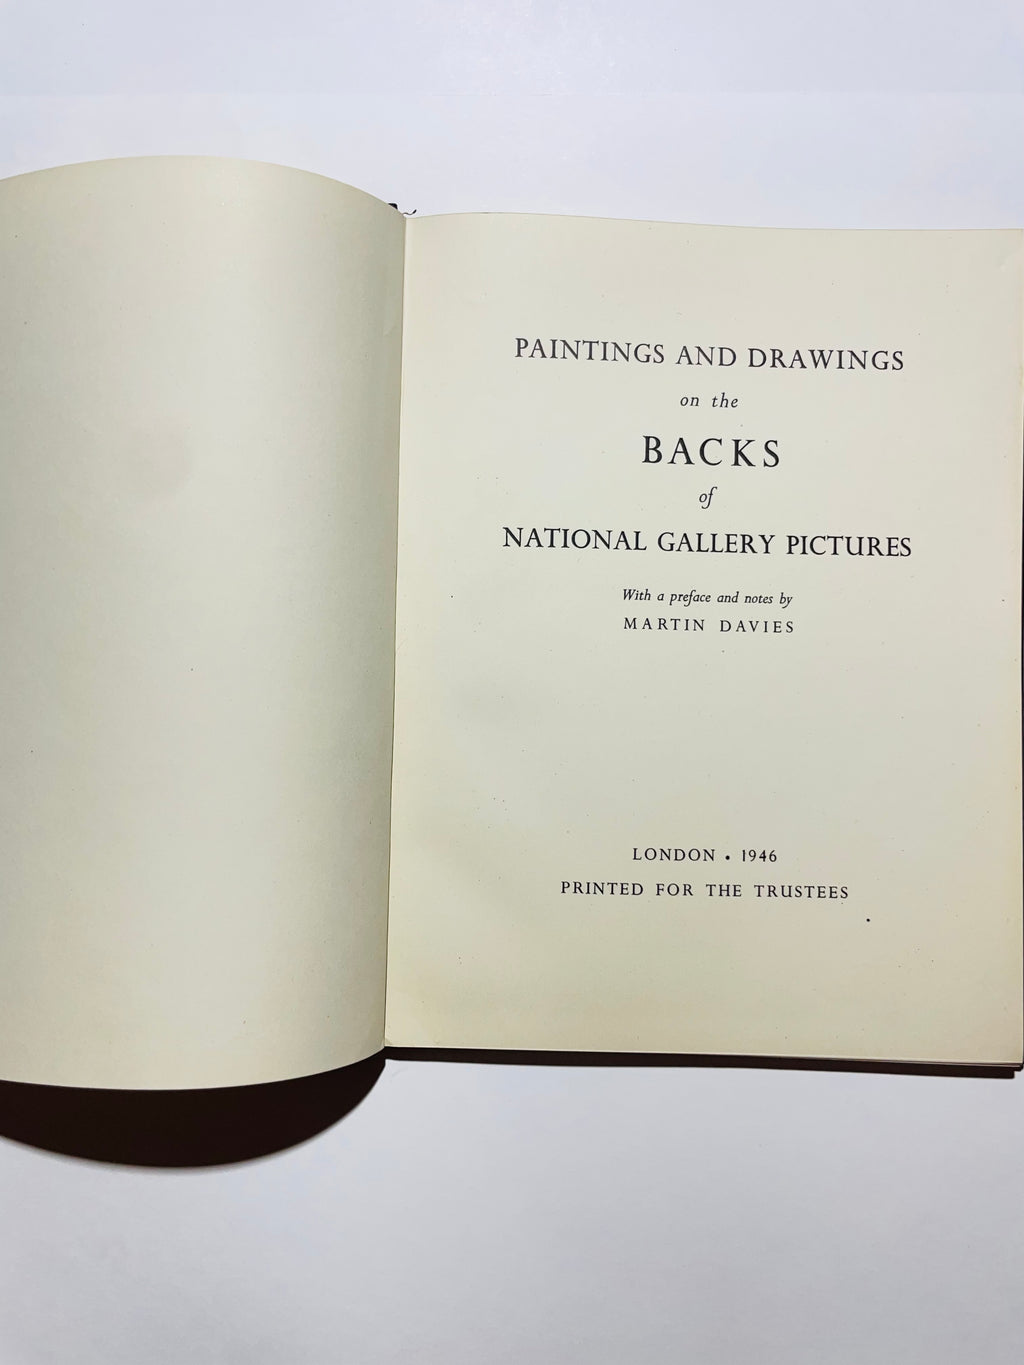 PAINTINGS AND DRAWINGS
on the
BACKS
of
NATIONAL GALLERY PICTURES
With a preface and notes by
MARTIN DAVIES
LONDON • 1946
PRINTED FOR THE TRUSTEES